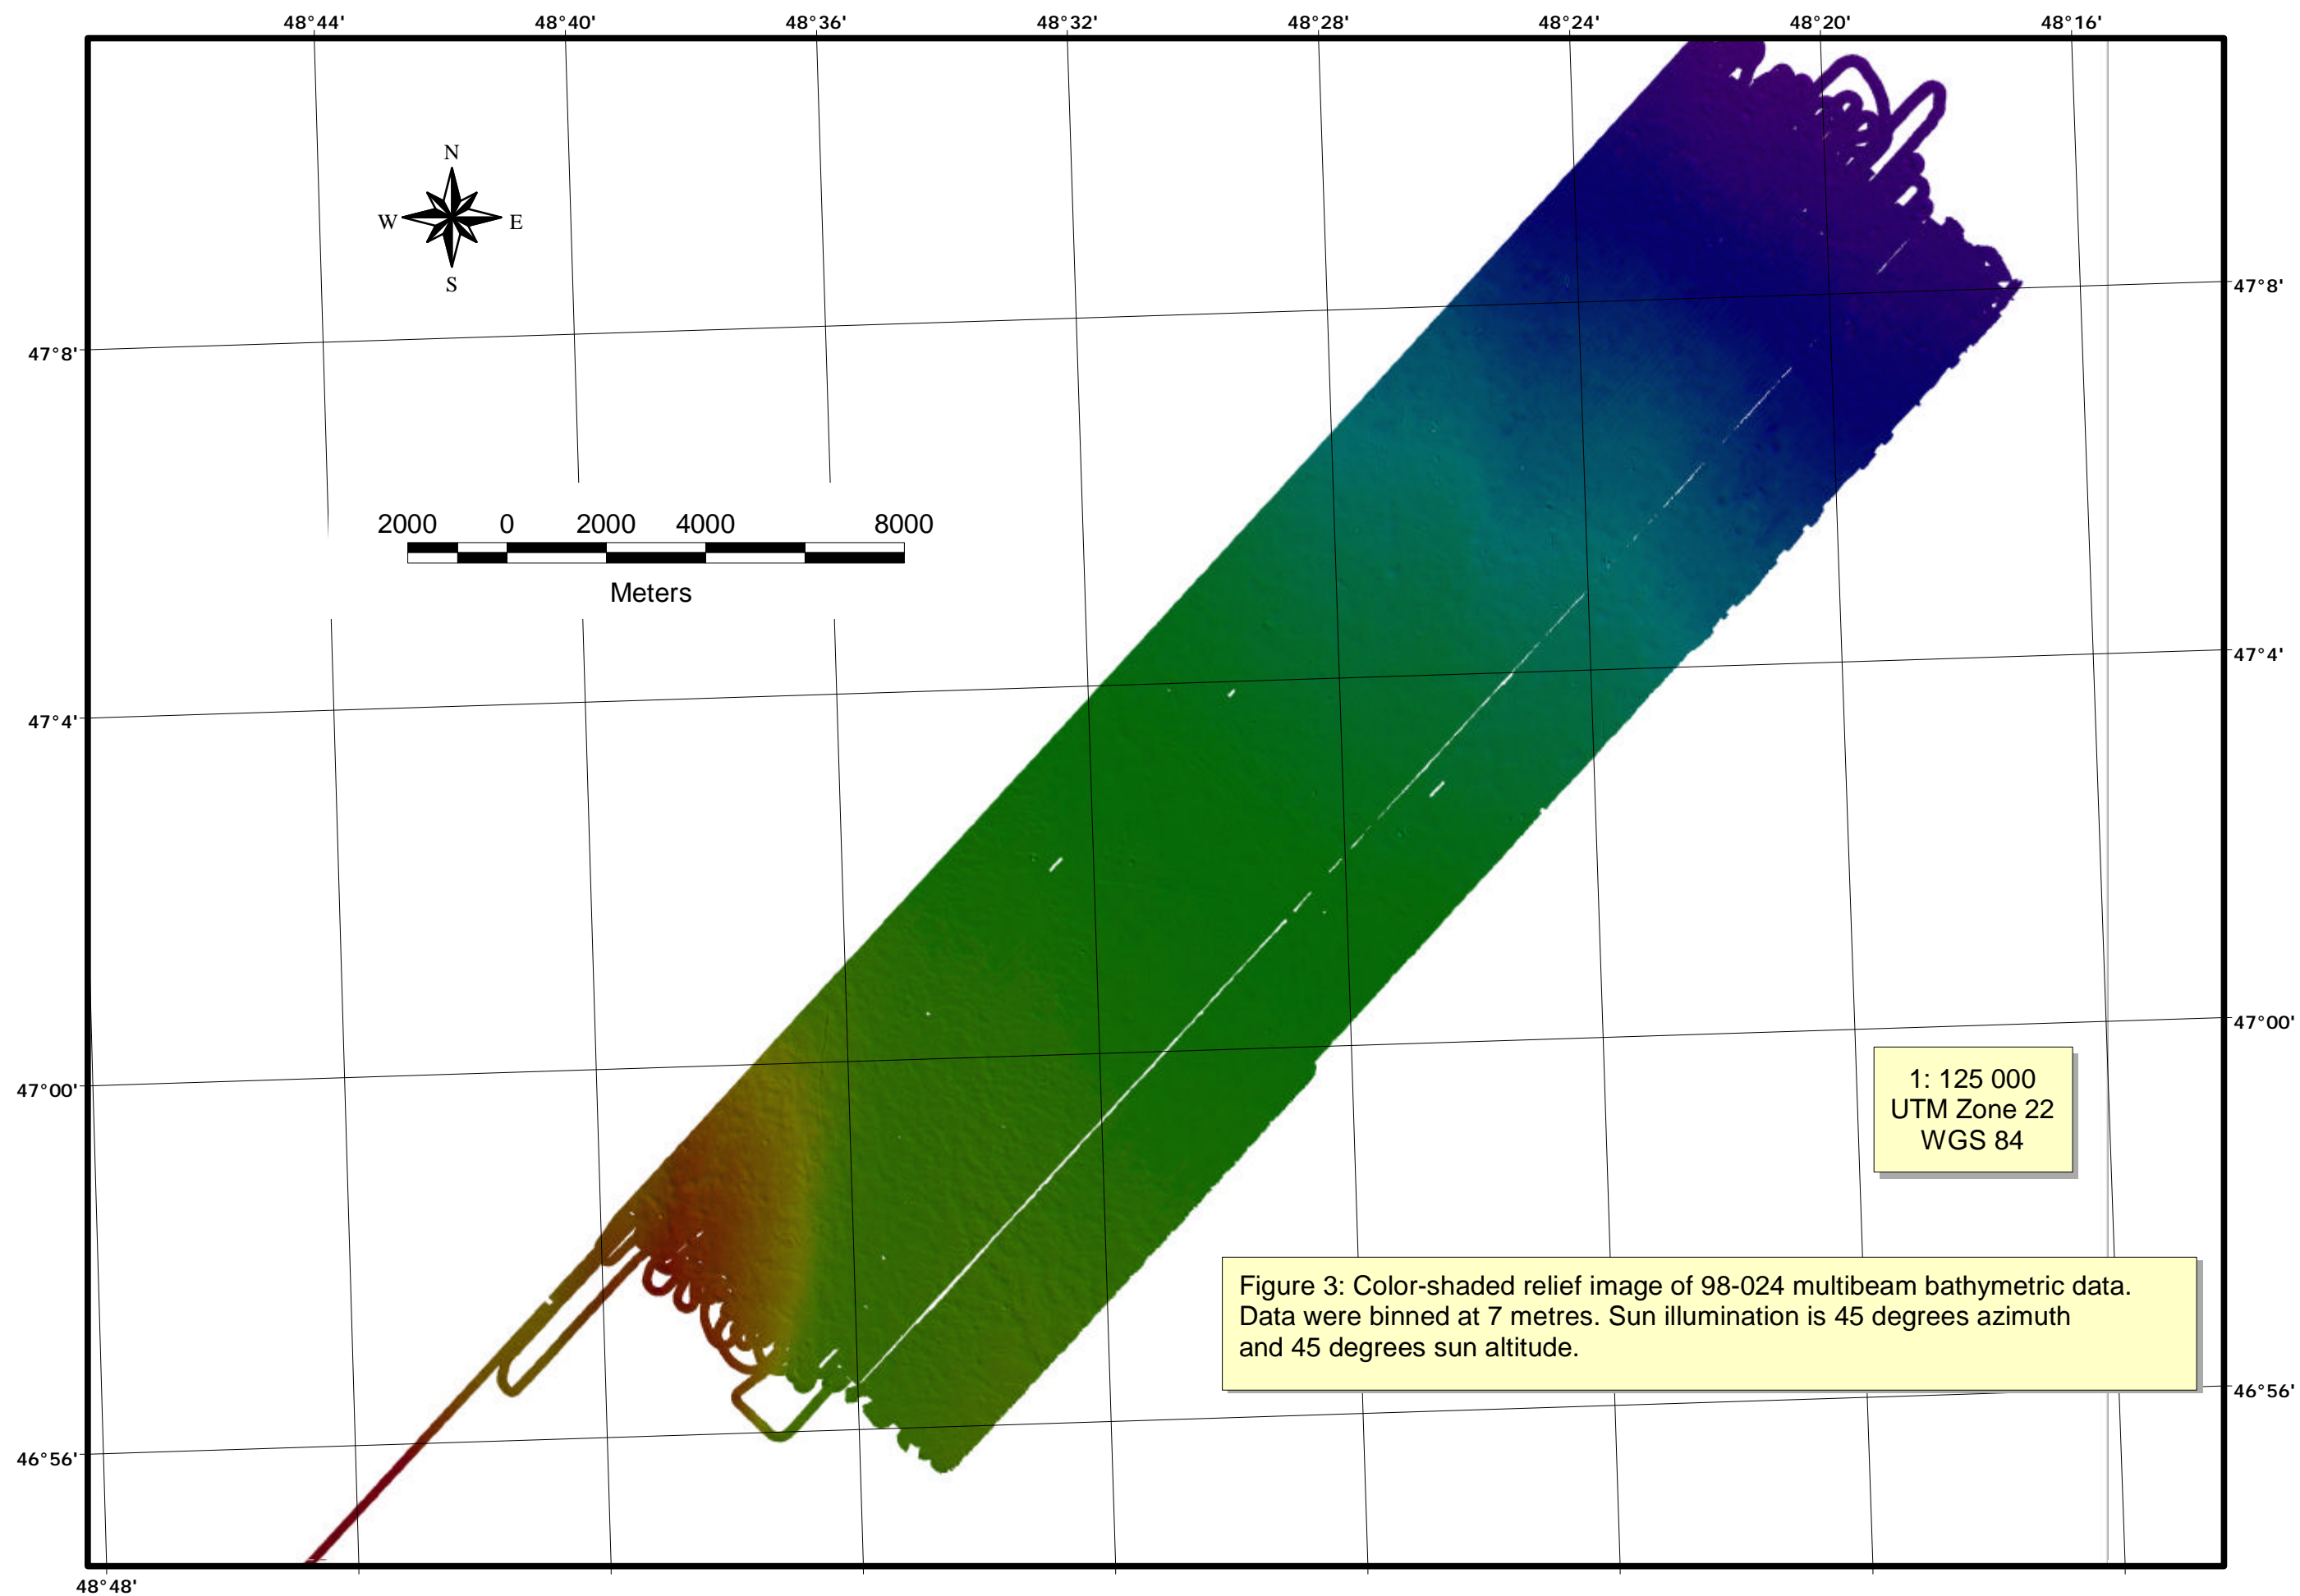 48°44' 48°40' 48°36' 48°32' 48°28' 48°24' 48°20' 48°16'
N
W E
S
47°8'
47°8'
2000 0 2000 4000 8000
Meters
47°4'
47°4'
47°00'
47°00'
1: 125 000
UTM Zone 22
WGS 84
Figure 3: Color-shaded relief image of 98-024 multibeam bathymetric data.
Data were binned at 7 metres. Sun illumination is 45 degrees azimuth
and 45 degrees sun altitude.
46°56'
46°56'
48°48'